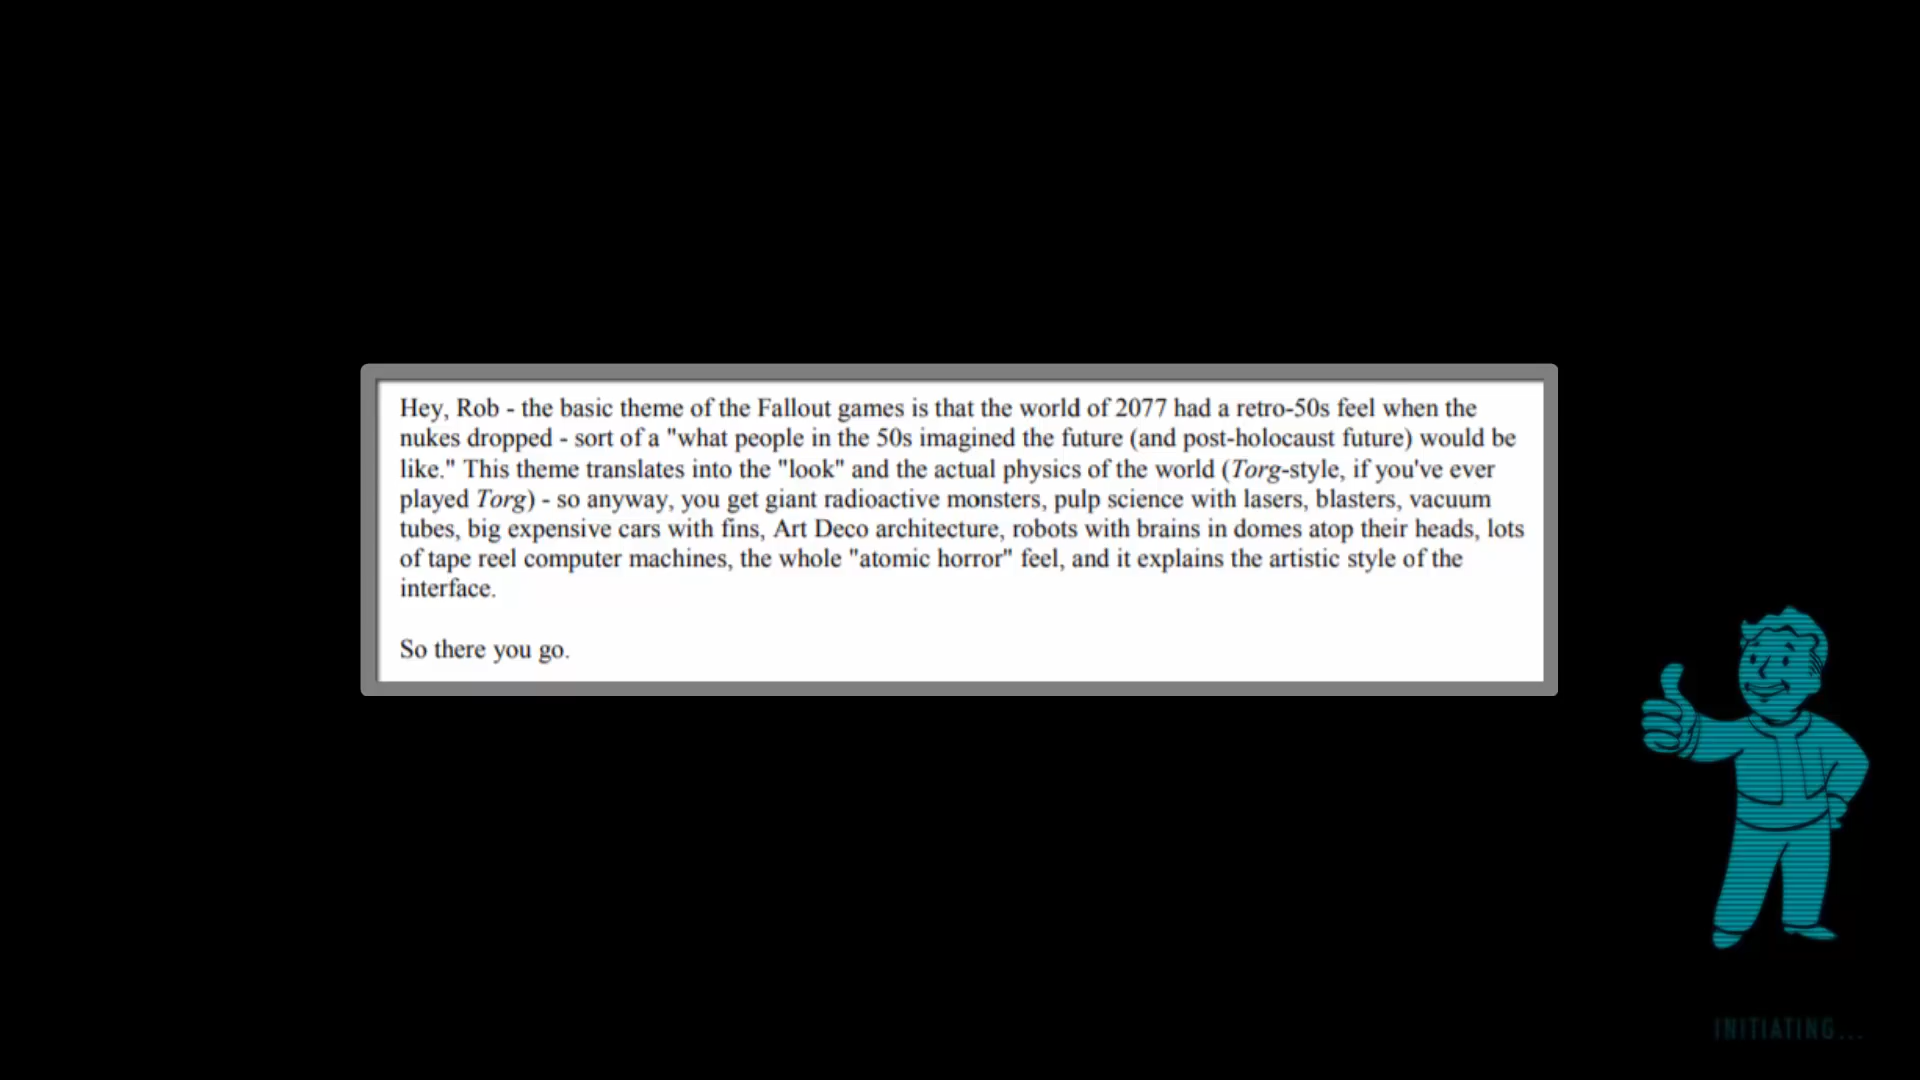 Hey, Rob - the basic theme of the Fallout games is that the world of 2077 had a retro-50s feel when the
nukes dropped - sort of a "what people in the 50s imagined the future (and post-holocaust future) would be
like." This theme translates into the "look" and the actual physics of the world (Torg-style, if you've ever
played Torg) - so anyway, you get giant radioactive monsters, pulp science with lasers, blasters, vacuum
tubes, big expensive cars with fins, Art Deco architecture, robots with brains in domes atop their heads, lots
of tape reel computer machines, the whole "atomic horror" feel, and it explains the artistic style of the
interface.
So there you go.
INITIATING...